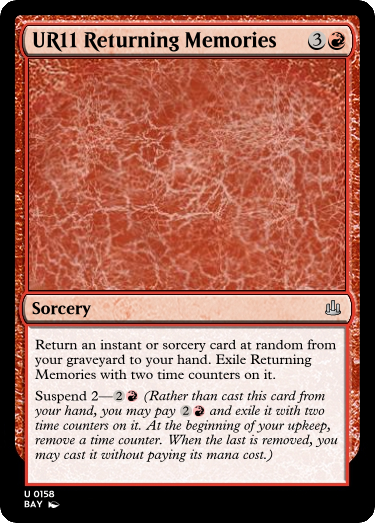 UR11 Returning Memories 3
Sorcery
Return an instant or sorcery card at random from
your graveyard to your hand. Exile Returning
Memories with two time counters on it.
Suspend 2—2 (Rather than cast this card from
your hand, you may pay 2 and exile it with two
time counters on it. At the beginning of your upkeep,
remove a time counter. When the last is removed, you
may cast it without paying its mana cost.)
U 0158
BAY